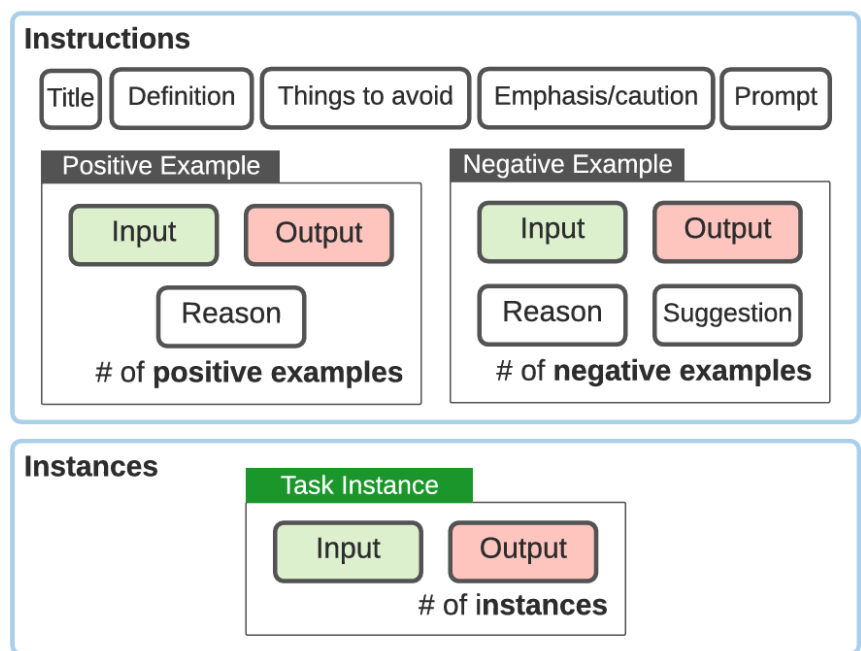 Instructions
Title Definition Things to avoid Emphasis/caution Prompt
Positive Example
Input Output
Reason
# of positive examples
Negative Example
Input Output
Reason Suggestion
# of negative examples
Instances
Task Instance
Input Output
# of instances